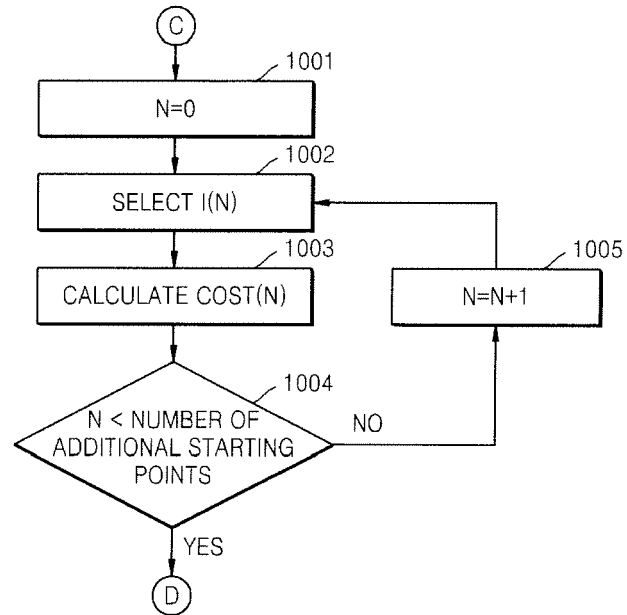 C
1001
N=0
1002
SELECT I(N)
1003
CALCULATE COST(N)
1005
N=N+1
1004
N < NUMBER OF
ADDITIONAL STARTING
POINTS
NO
YES
D